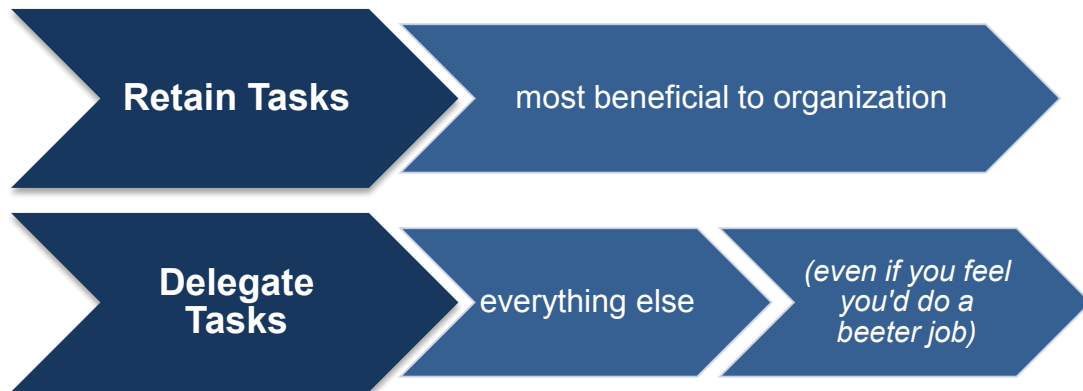 Retain Tasks
most beneficial to organization
Delegate
Tasks
everything else
(even if you feel
you'd do a
beeter job)